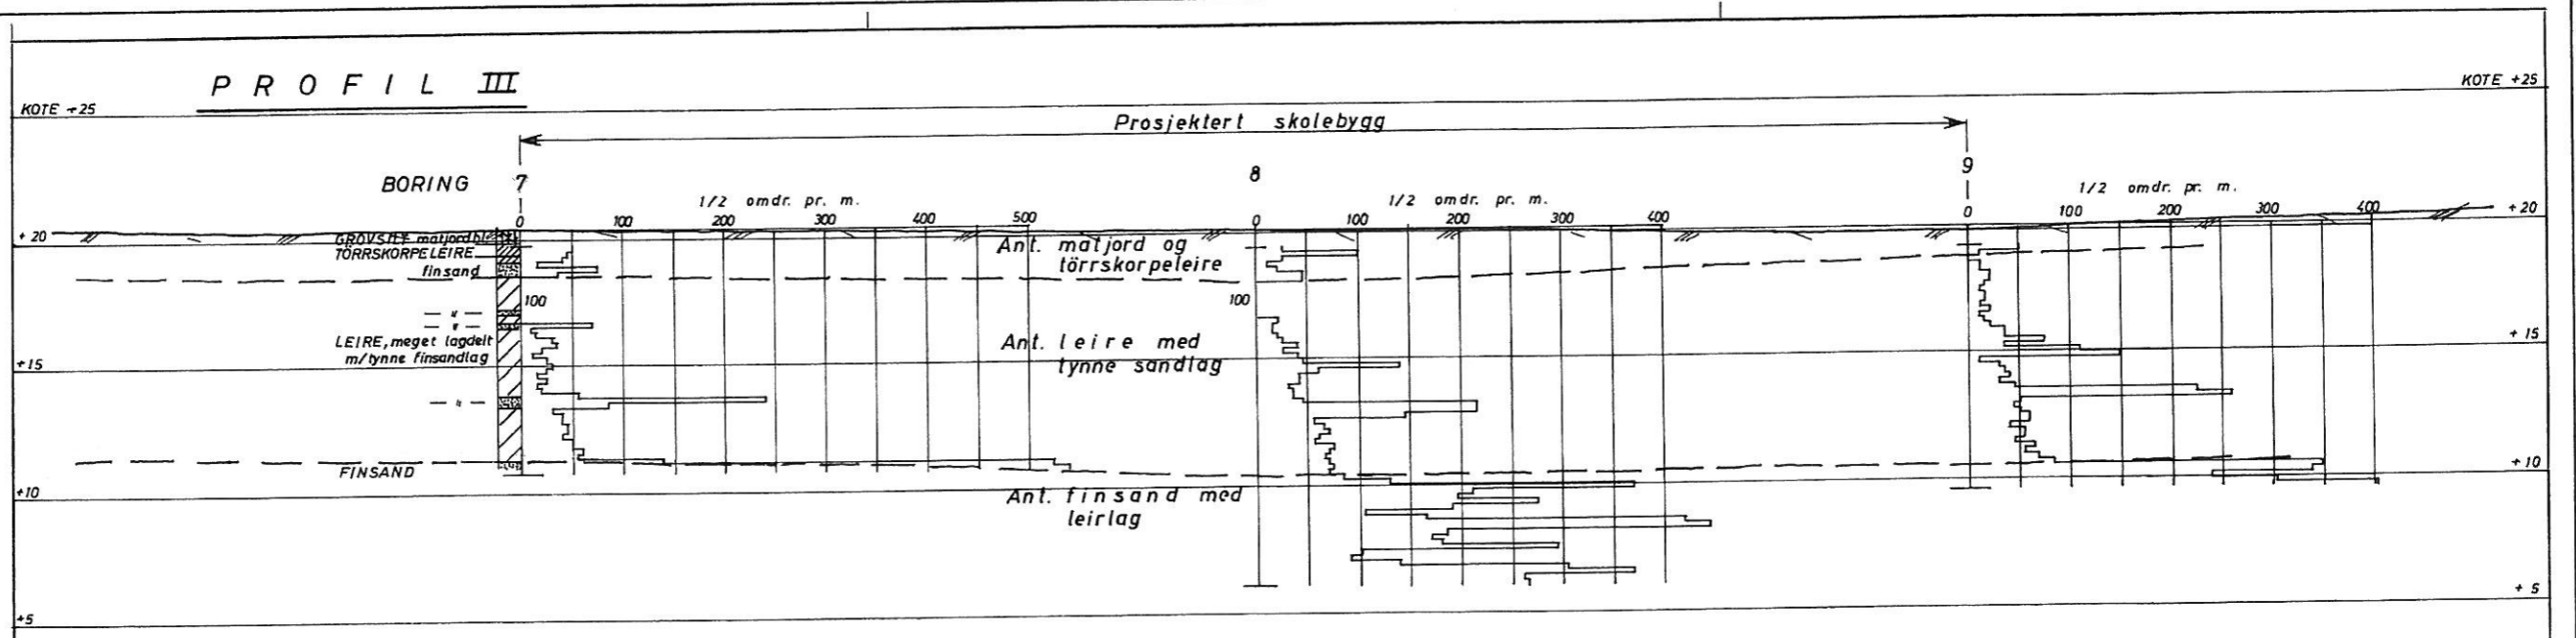 PROFIL III
KOTE +25
KOTE +25
Prosjektert skolebygg
BORING 7
8
9
1/2 omdr. pr. m.
1/2 omdr. pr. m.
1/2 omdr. pr. m.
0 100 200 300 400 500
0 100 200 300 400
0 100 200 300 400
+20
+20
GROVSILT matjordbl.
TÖRRSKORPELEIRE
finsand
Ant. matjord og
törrskorpeleire
100
100
— " —
— " —
LEIRE, meget lagdelt
m/tynne finsandlag
Ant. leire med
tynne sandlag
+15
+15
— " —
FINSAND
Ant. finsand med
leirlag
+10
+10
+5
+5